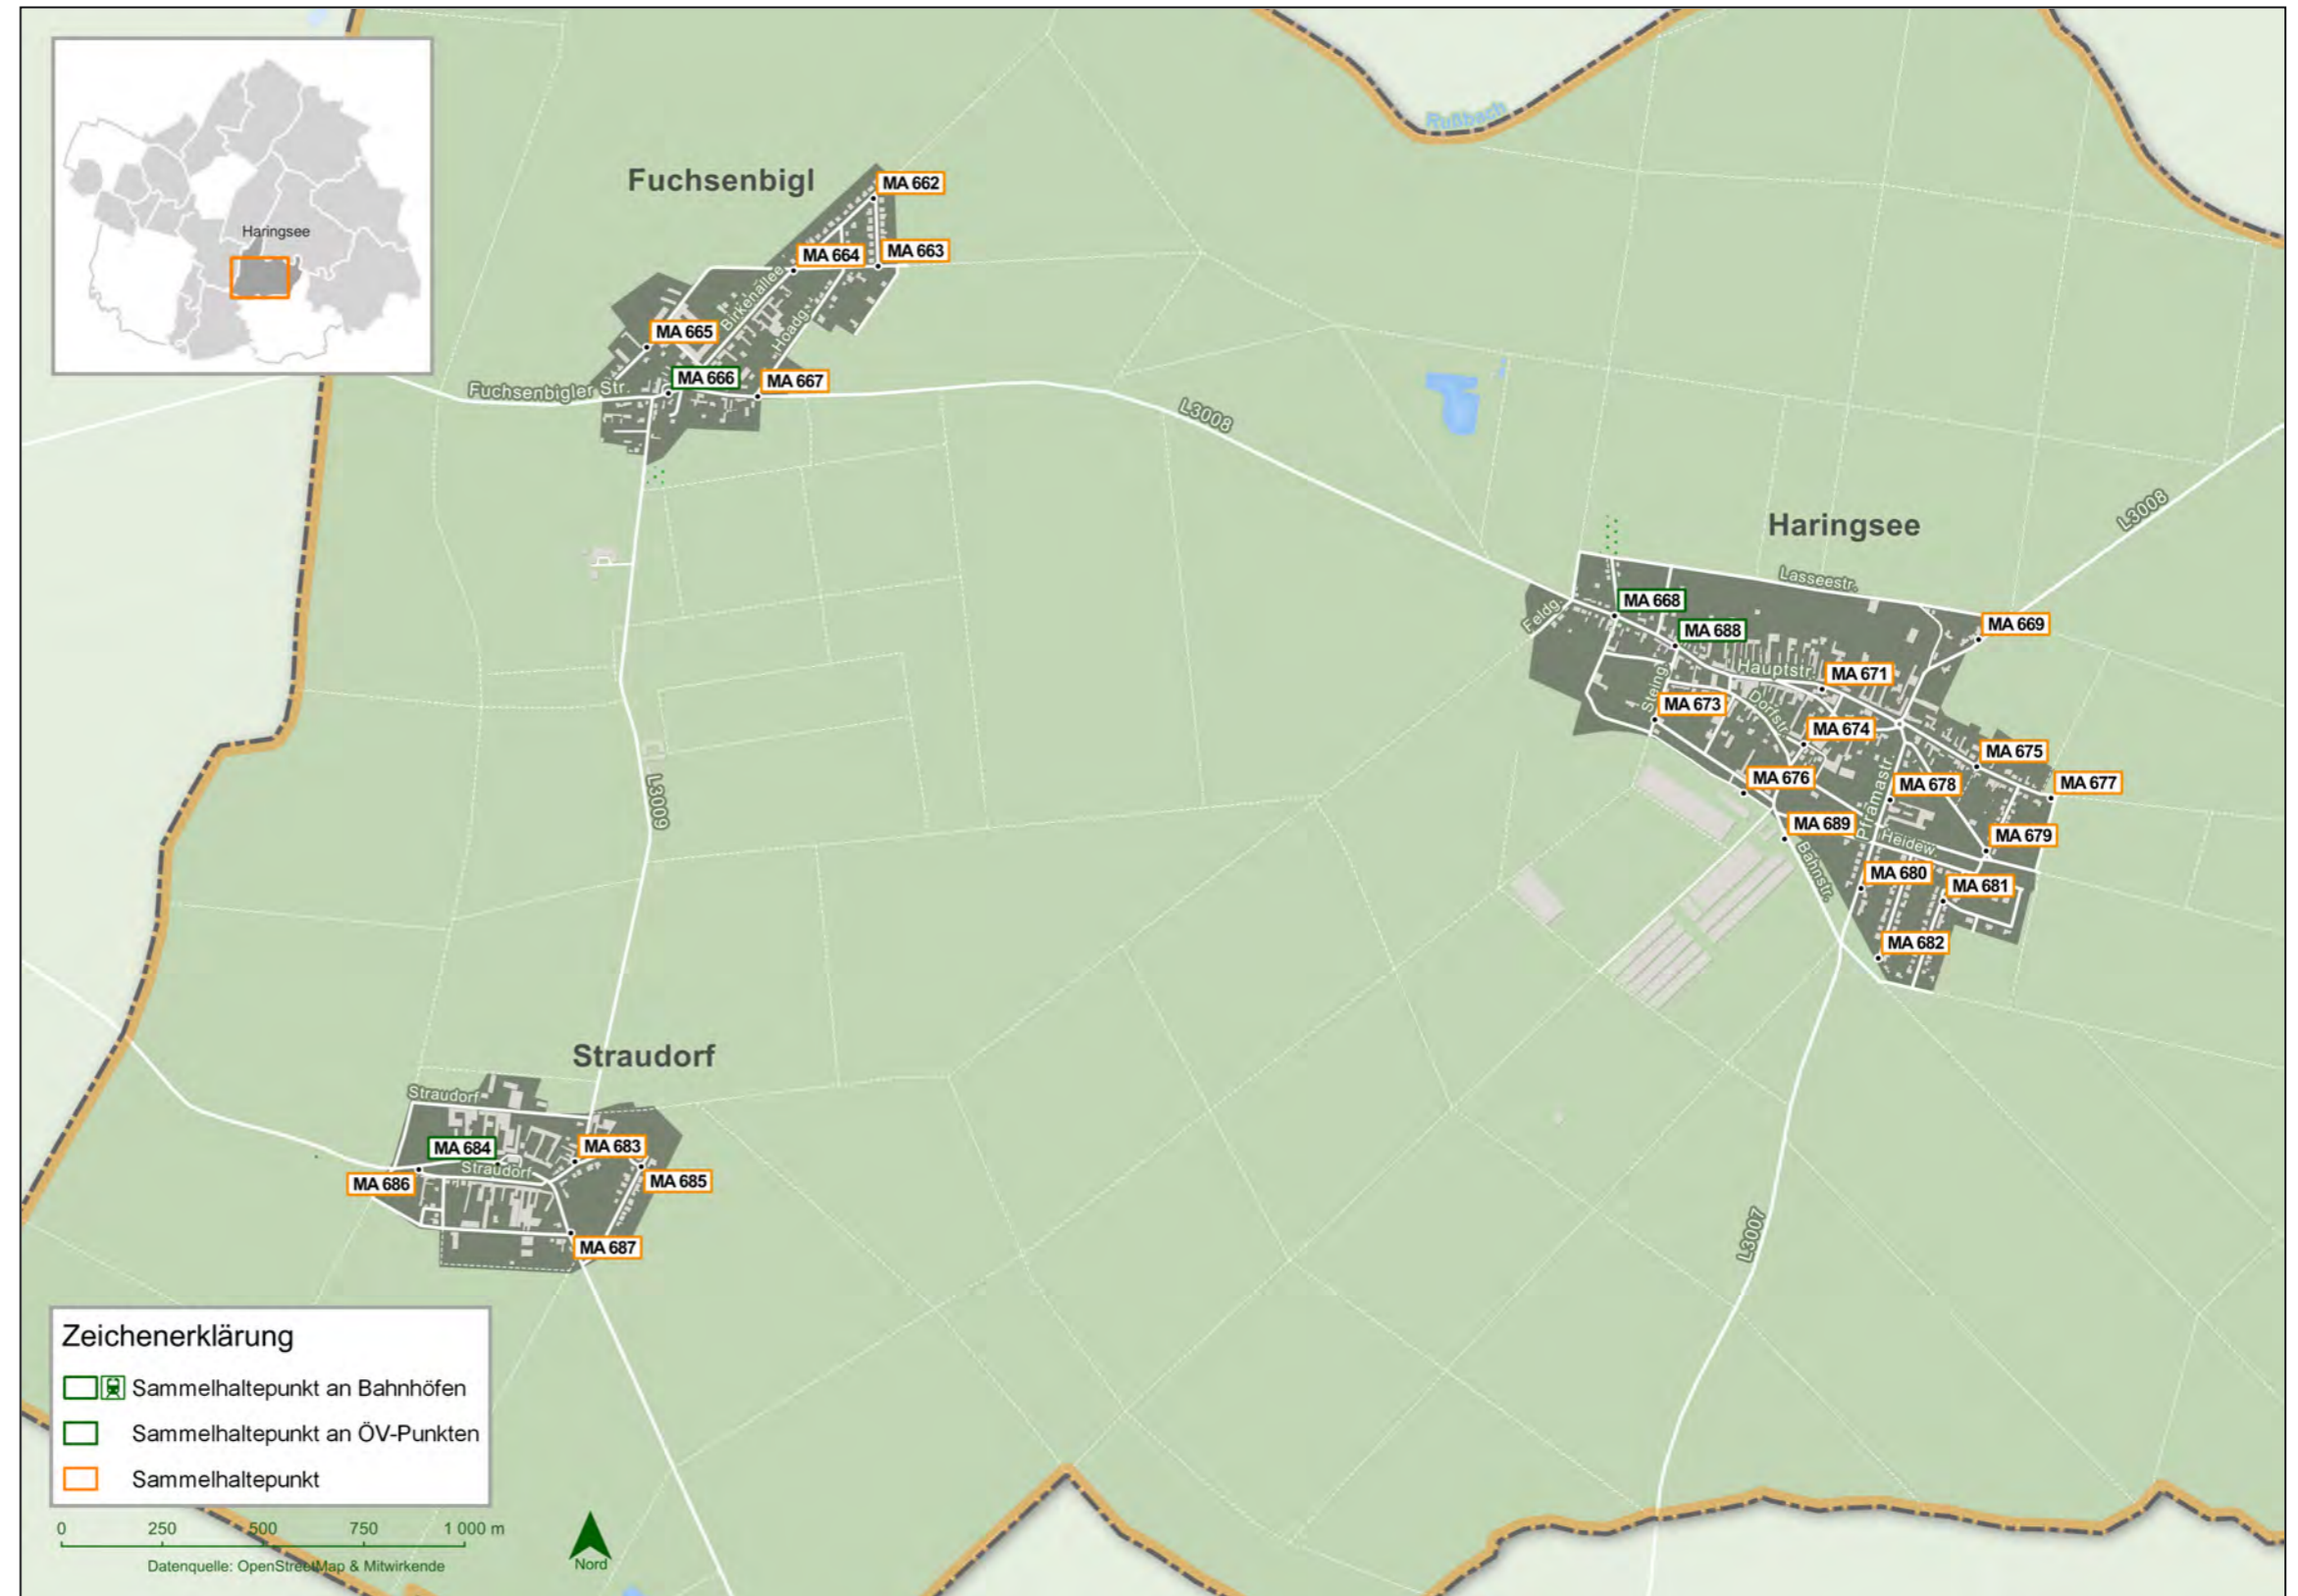 Haringsee
Rußbach
Fuchsenbigl
MA 662
MA 663
MA 664
Birkenallee
Hoadg.
MA 665
MA 666
MA 667
Fuchsenbigler Str.
L3008
L3008
Haringsee
Lasseestr.
Feldg.
MA 668
MA 688
MA 669
Hauptstr.
MA 671
Steing.
MA 673
Dorfstr.
MA 674
MA 675
MA 676
MA 678
MA 677
Pframastr.
MA 689
MA 679
Heidew.
Bahnstr.
MA 680
MA 681
MA 682
L3009
L3007
Straudorf
Straudorf
MA 684
MA 683
Straudorf
MA 686
MA 685
MA 687
Zeichenerklärung
Sammelhaltepunkt an Bahnhöfen
Sammelhaltepunkt an ÖV-Punkten
Sammelhaltepunkt
0 250 500 750 1 000 m
Datenquelle: OpenStreetMap & Mitwirkende
Nord